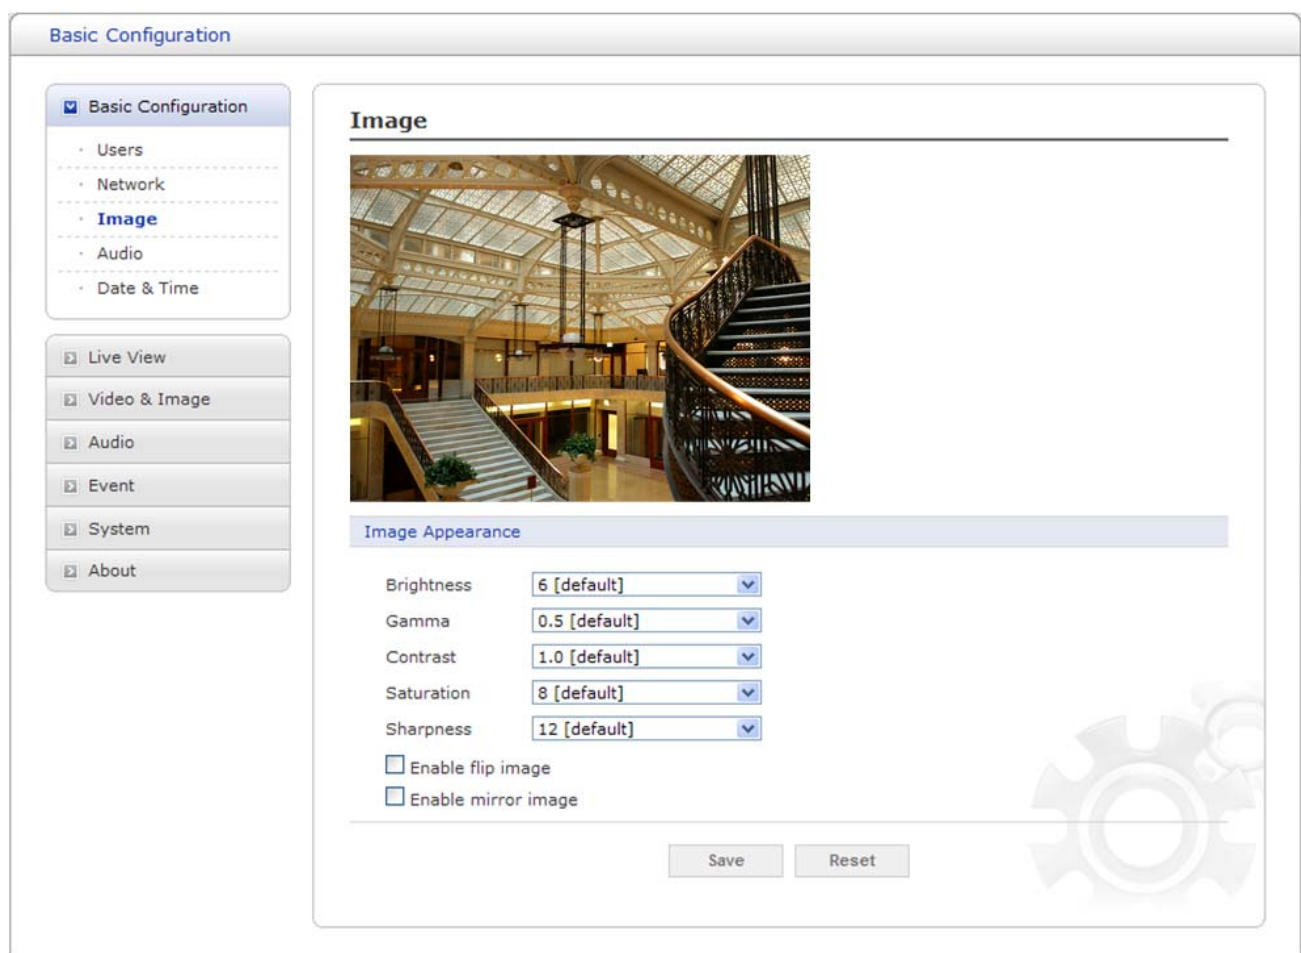 Basic Configuration
Basic Configuration
Users
Network
Image
Audio
Date & Time
Live View
Video & Image
Audio
Event
System
About
Image
Image Appearance
Brightness 6 [default]
Gamma 0.5 [default]
Contrast 1.0 [default]
Saturation 8 [default]
Sharpness 12 [default]
Enable flip image
Enable mirror image
Save Reset